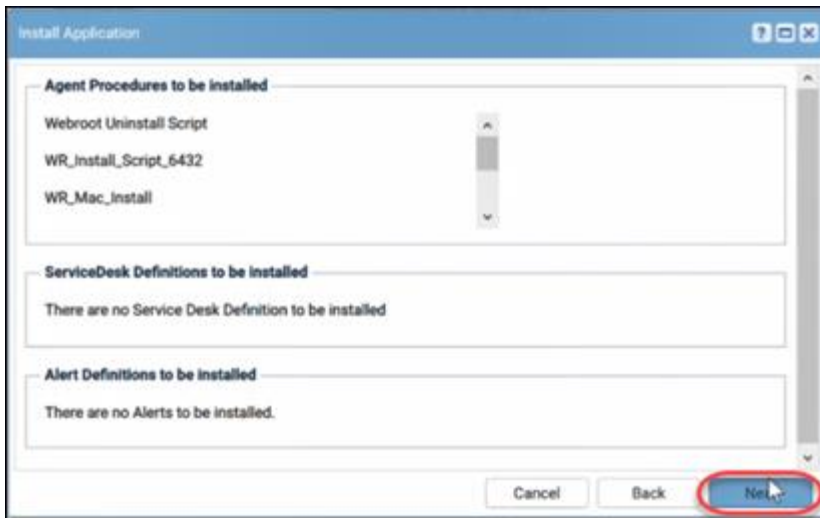 Install Application
Agent Procedures to be installed
Webroot Uninstall Script
WR_Install_Script_6432
WR_Mac_Install
ServiceDesk Definitions to be installed
There are no Service Desk Definition to be installed
Alert Definitions to be installed
There are no Alerts to be installed.
Cancel Back Next